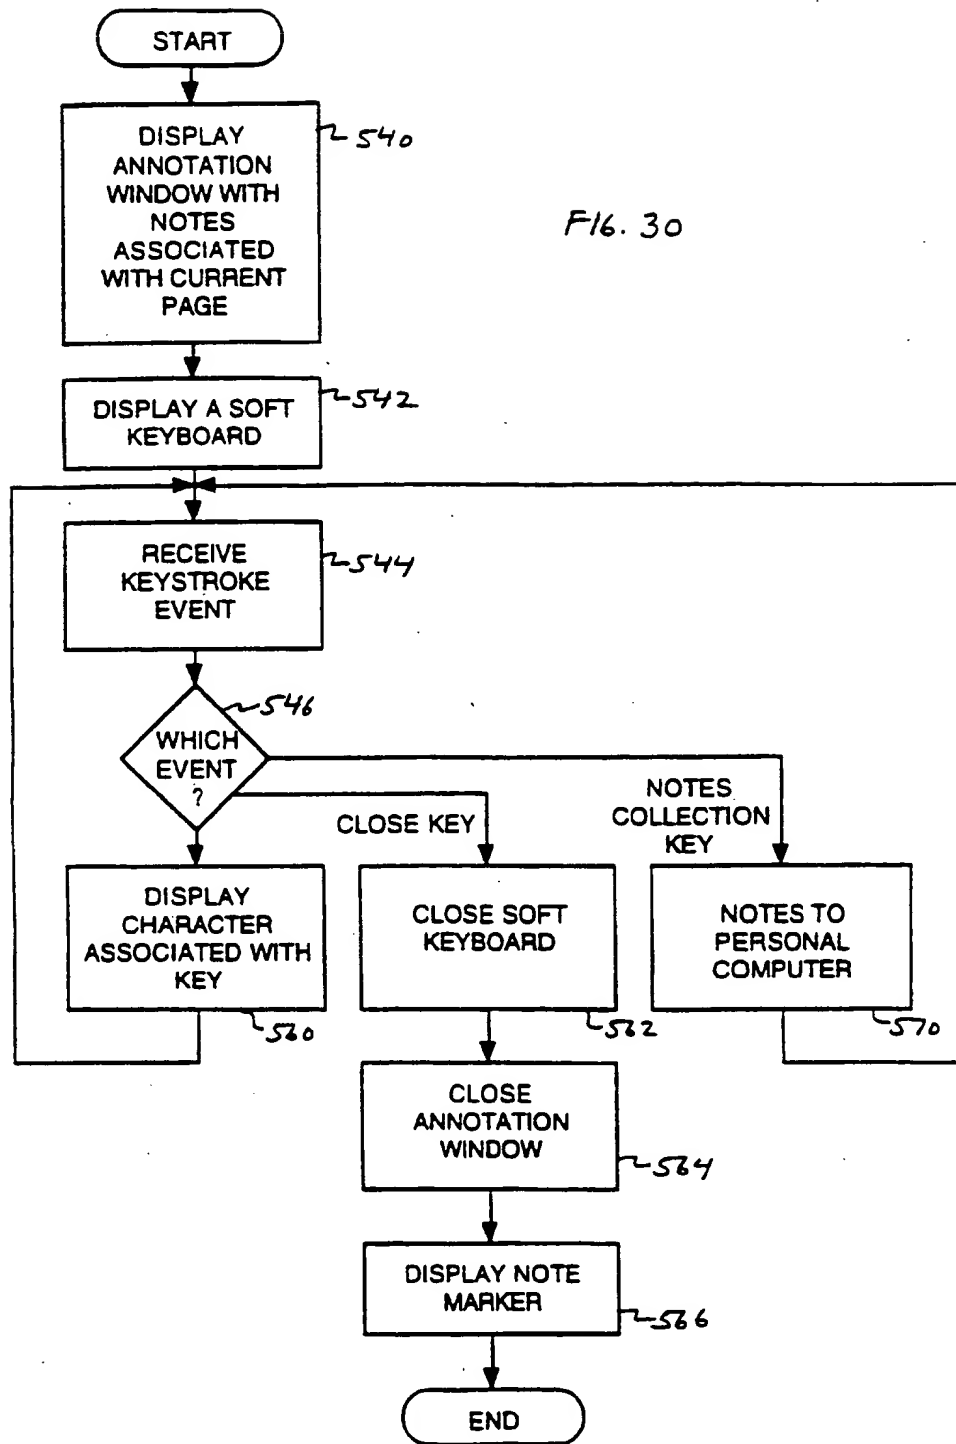 START
DISPLAY
ANNOTATION
WINDOW WITH
NOTES
ASSOCIATED
WITH CURRENT
PAGE
540
FIG. 30
DISPLAY A SOFT
KEYBOARD
542
RECEIVE
KEYSTROKE
EVENT
544
WHICH
EVENT
?
546
CLOSE KEY
NOTES
COLLECTION
KEY
DISPLAY
CHARACTER
ASSOCIATED WITH
KEY
560
CLOSE SOFT
KEYBOARD
562
NOTES TO
PERSONAL
COMPUTER
570
CLOSE
ANNOTATION
WINDOW
564
DISPLAY NOTE
MARKER
566
END